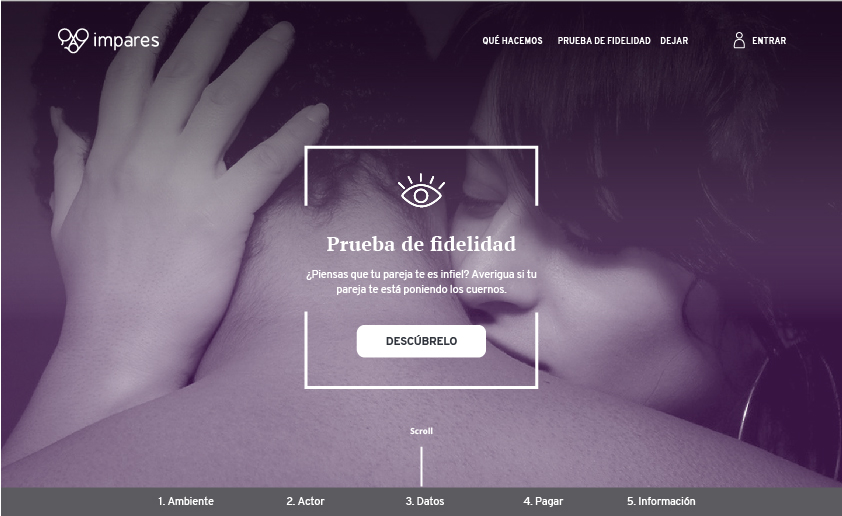 impares
QUÉ HACEMOS PRUEBA DE FIDELIDAD DEJAR ENTRAR
Prueba de fidelidad
¿Piensas que tu pareja te es infiel? Averigua si tu
pareja te está poniendo los cuernos.
DESCÚBRELO
Scroll
1. Ambiente 2. Actor 3. Datos 4. Pagar 5. Información